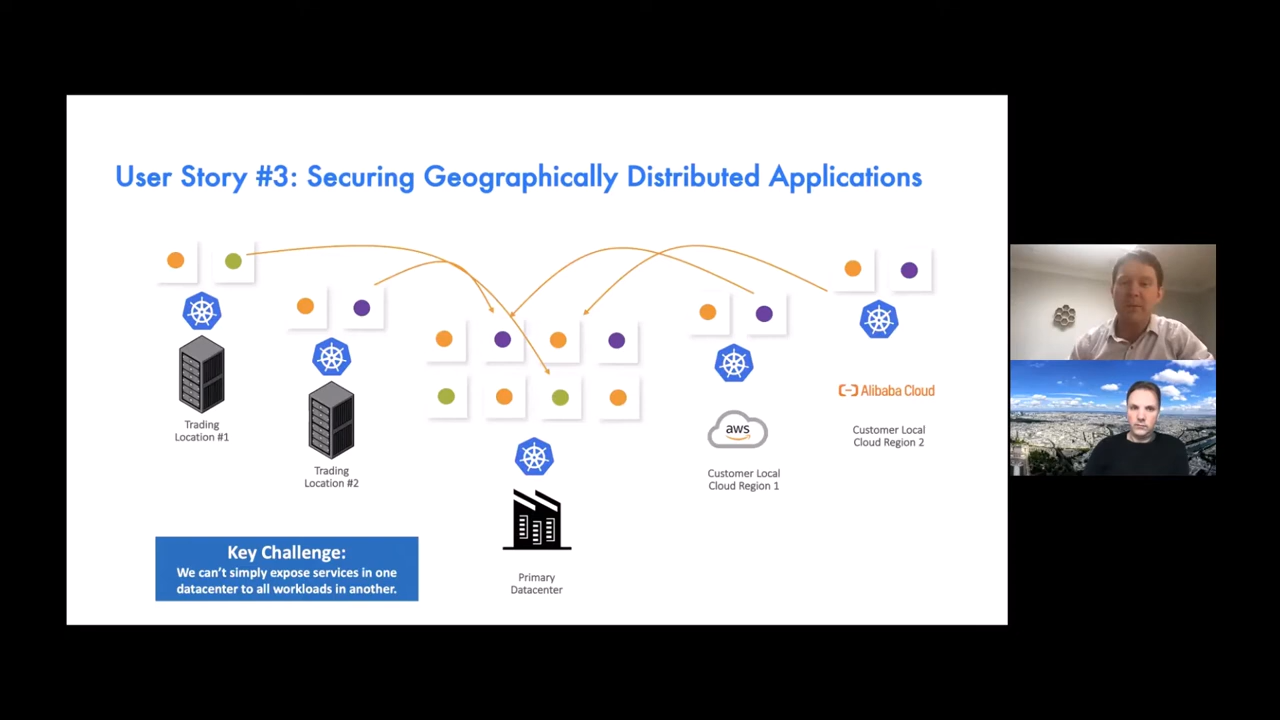 User Story #3: Securing Geographically Distributed Applications
Trading
Location #1
Trading
Location #2
Primary
Datacenter
aws
Customer Local
Cloud Region 1
Alibaba Cloud
Customer Local
Cloud Region 2
Key Challenge:
We can't simply expose services in one
datacenter to all workloads in another.